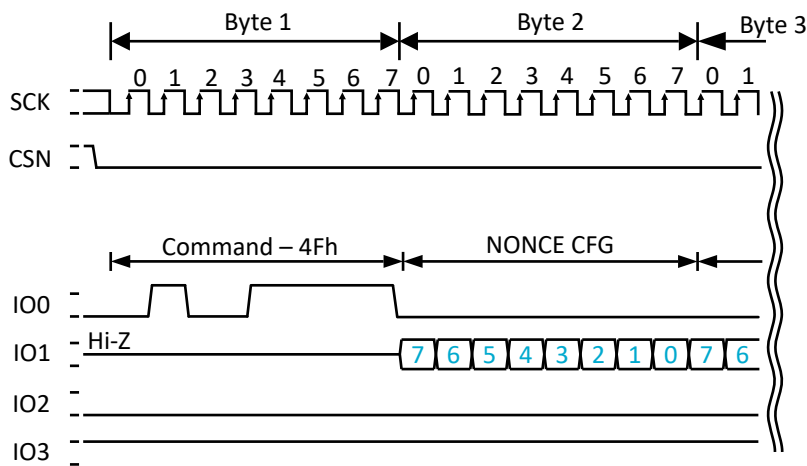 Byte 1 Byte 2 Byte 3
0 1 2 3 4 5 6 7 0 1 2 3 4 5 6 7 0 1
SCK
CSN
Command – 4Fh NONCE CFG
IO0
Hi-Z
IO1 7 6 5 4 3 2 1 0 7 6
IO2
IO3